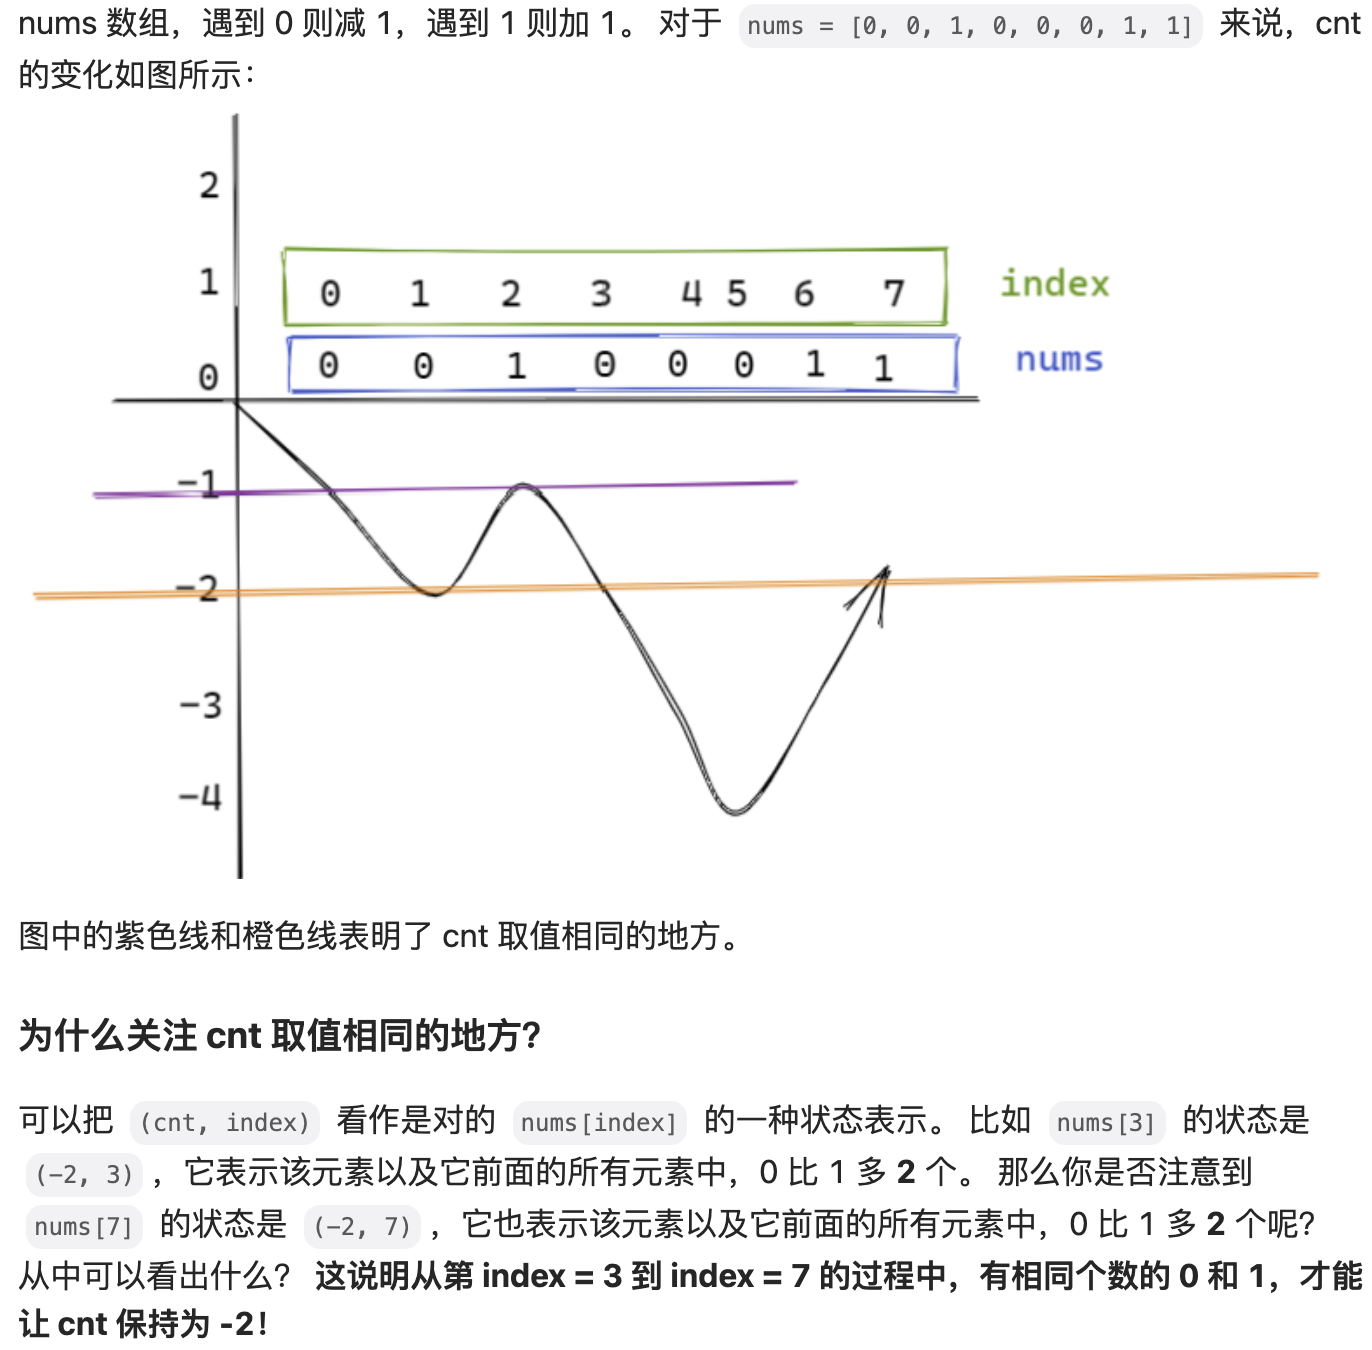 nums 数组，遇到 0 则减 1，遇到 1 则加 1。 对于 nums = [0, 0, 1, 0, 0, 0, 1, 1] 来说，cnt
的变化如图所示：
2
1
0 1 2 3 4 5 6 7 index
0 0 1 0 0 0 1 1 nums
0
-1
-2
-3
-4
图中的紫色线和橙色线表明了 cnt 取值相同的地方。
为什么关注 cnt 取值相同的地方？
可以把 (cnt, index) 看作是对的 nums[index] 的一种状态表示。 比如 nums[3] 的状态是
(-2, 3) ，它表示该元素以及它前面的所有元素中，0 比 1 多 2 个。 那么你是否注意到
nums[7] 的状态是 (-2, 7) ，它也表示该元素以及它前面的所有元素中，0 比 1 多 2 个呢？
从中可以看出什么？ 这说明从第 index = 3 到 index = 7 的过程中，有相同个数的 0 和 1，才能
让 cnt 保持为 -2！